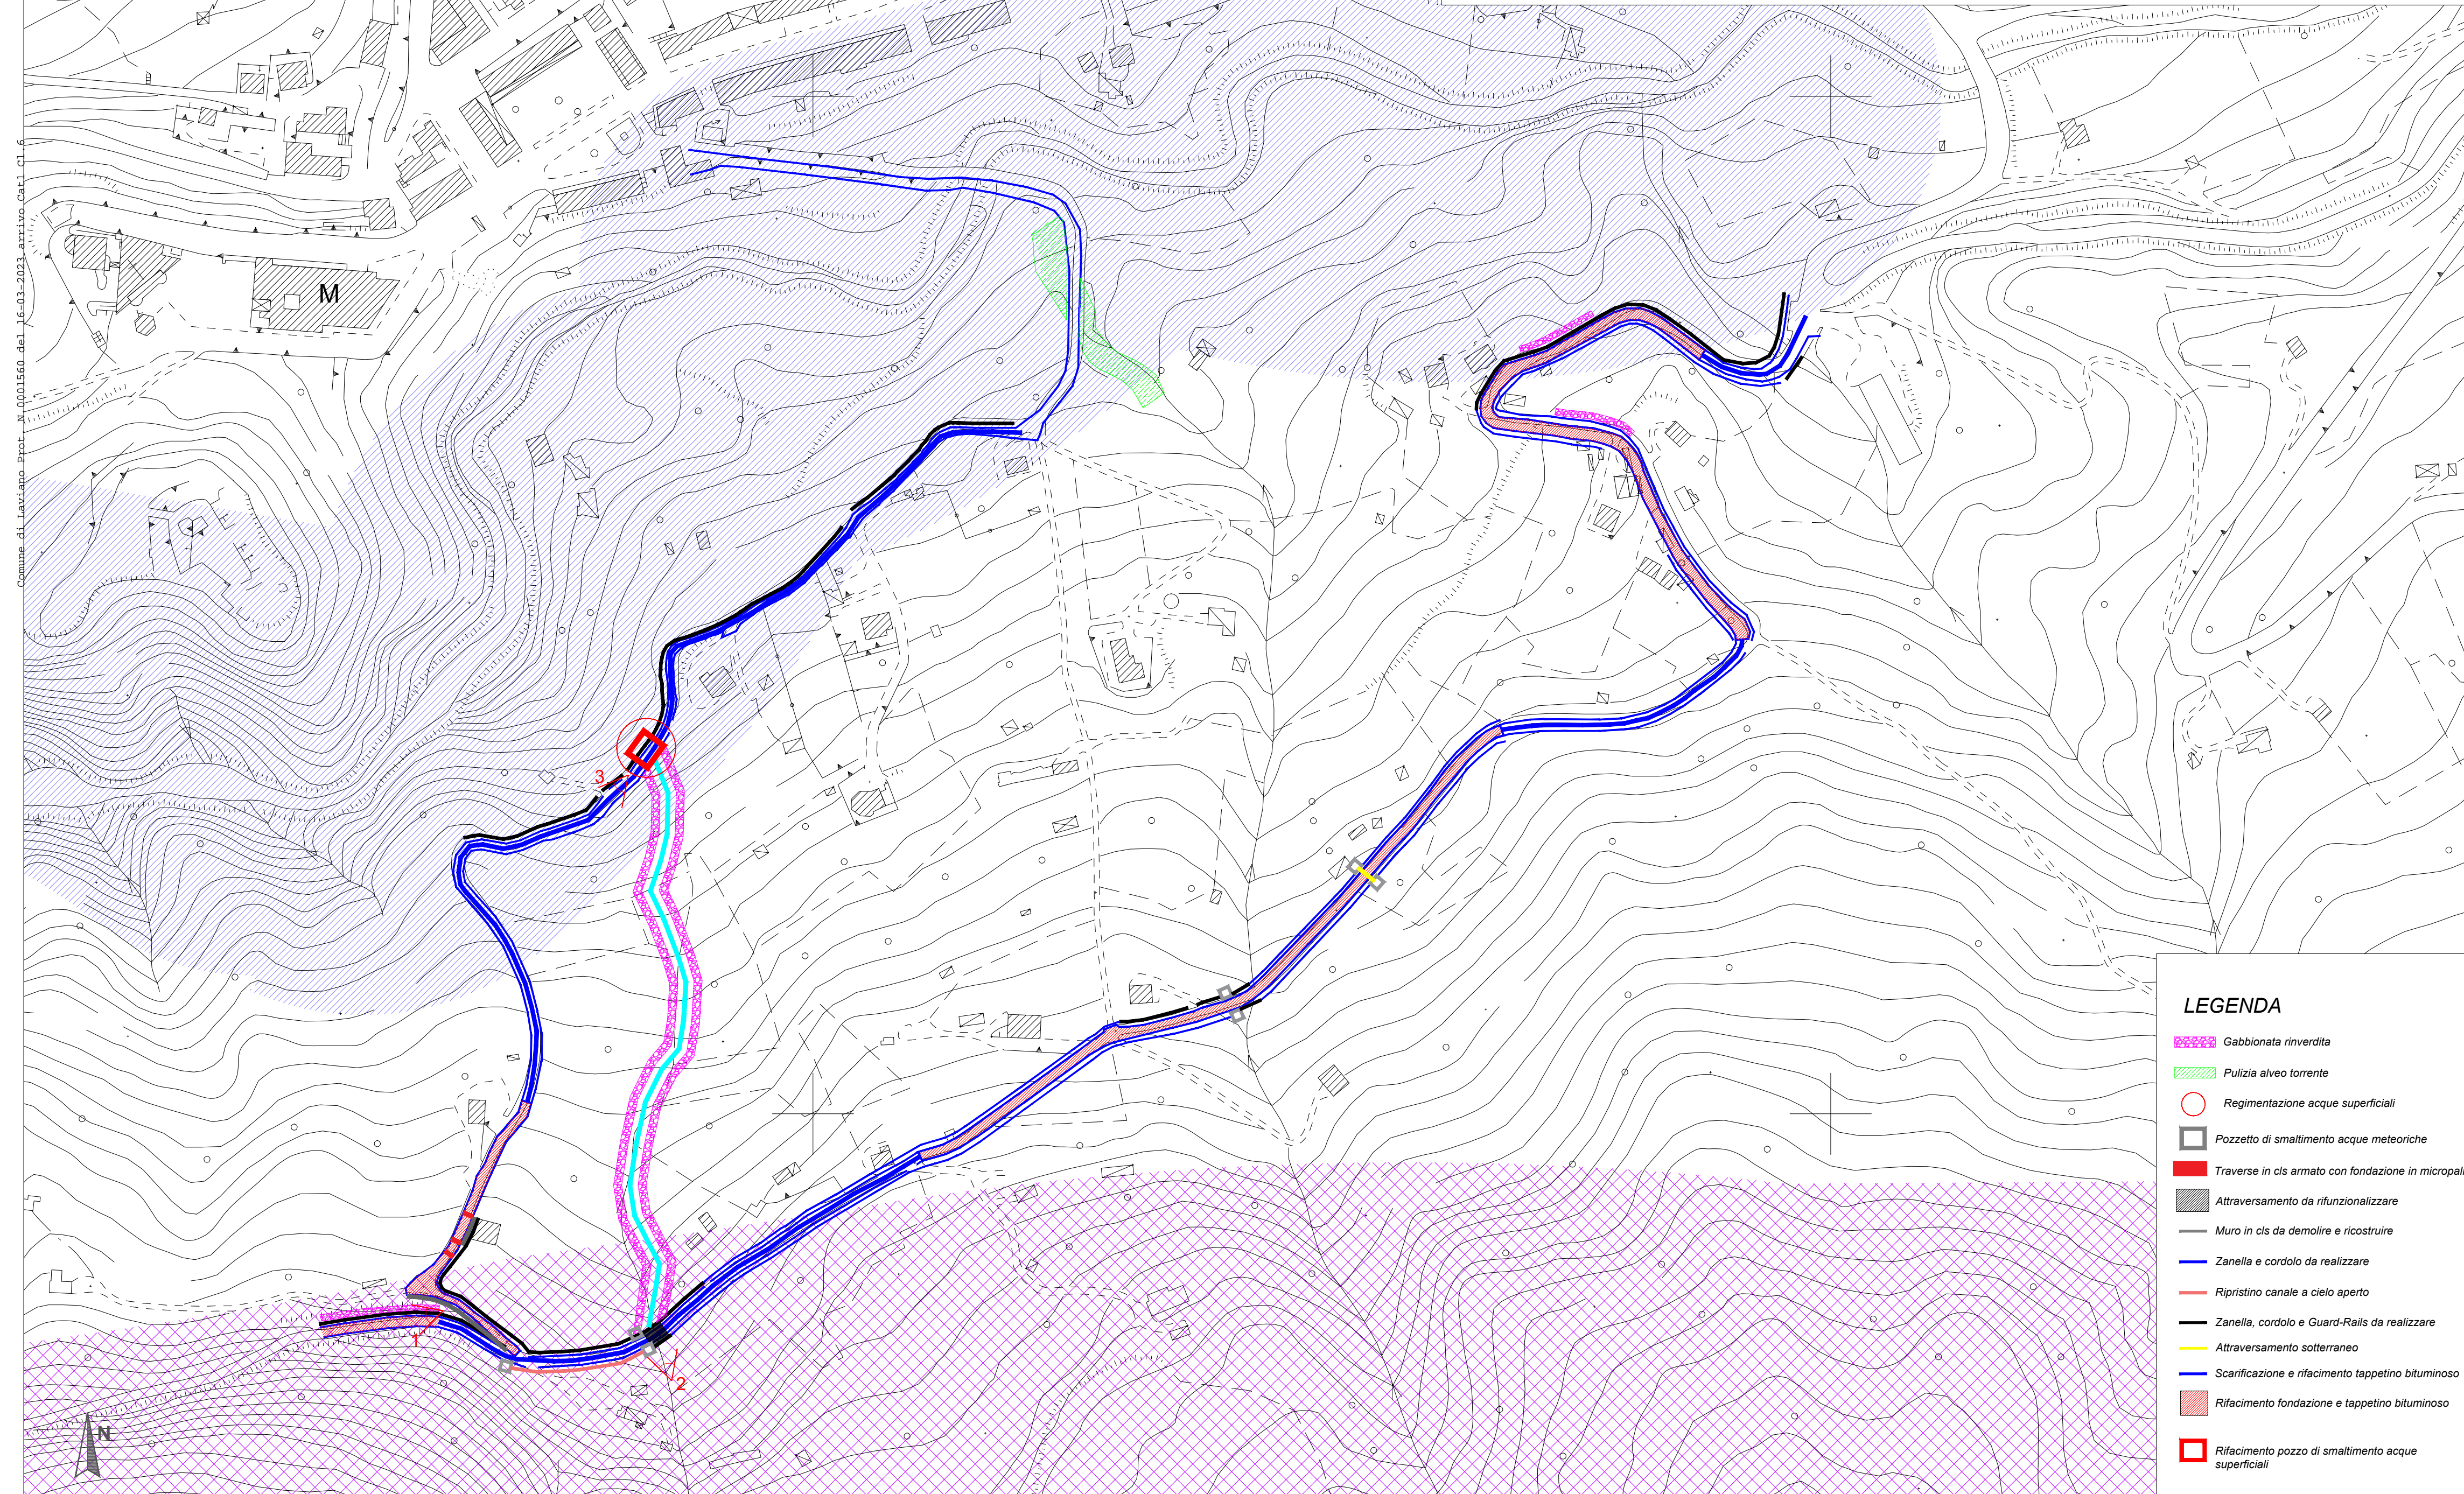 Comune di Laviano Prot. N.0001560 del 16-03-2023 arrivo Cat1 Cl.6
M
3
1
2
N
LEGENDA
Gabbionata rinverdita
Pulizia alveo torrente
Regimentazione acque superficiali
Pozzetto di smaltimento acque meteoriche
Traverse in cls armato con fondazione in micropali
Attraversamento da rifunzionalizzare
Muro in cls da demolire e ricostruire
Zanella e cordolo da realizzare
Ripristino canale a cielo aperto
Zanella, cordolo e Guard-Rails da realizzare
Attraversamento sotterraneo
Scarificazione e rifacimento tappetino bituminoso
Rifacimento fondazione e tappetino bituminoso
Rifacimento pozzo di smaltimento acque
superficiali